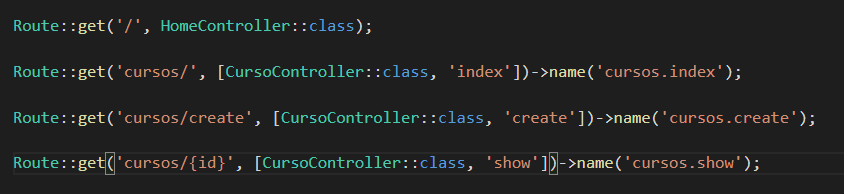 Route::get('/', HomeController::class);
Route::get('cursos/', [CursoController::class, 'index'])->name('cursos.index');
Route::get('cursos/create', [CursoController::class, 'create'])->name('cursos.create');
Route::get('cursos/{id}', [CursoController::class, 'show'])->name('cursos.show');